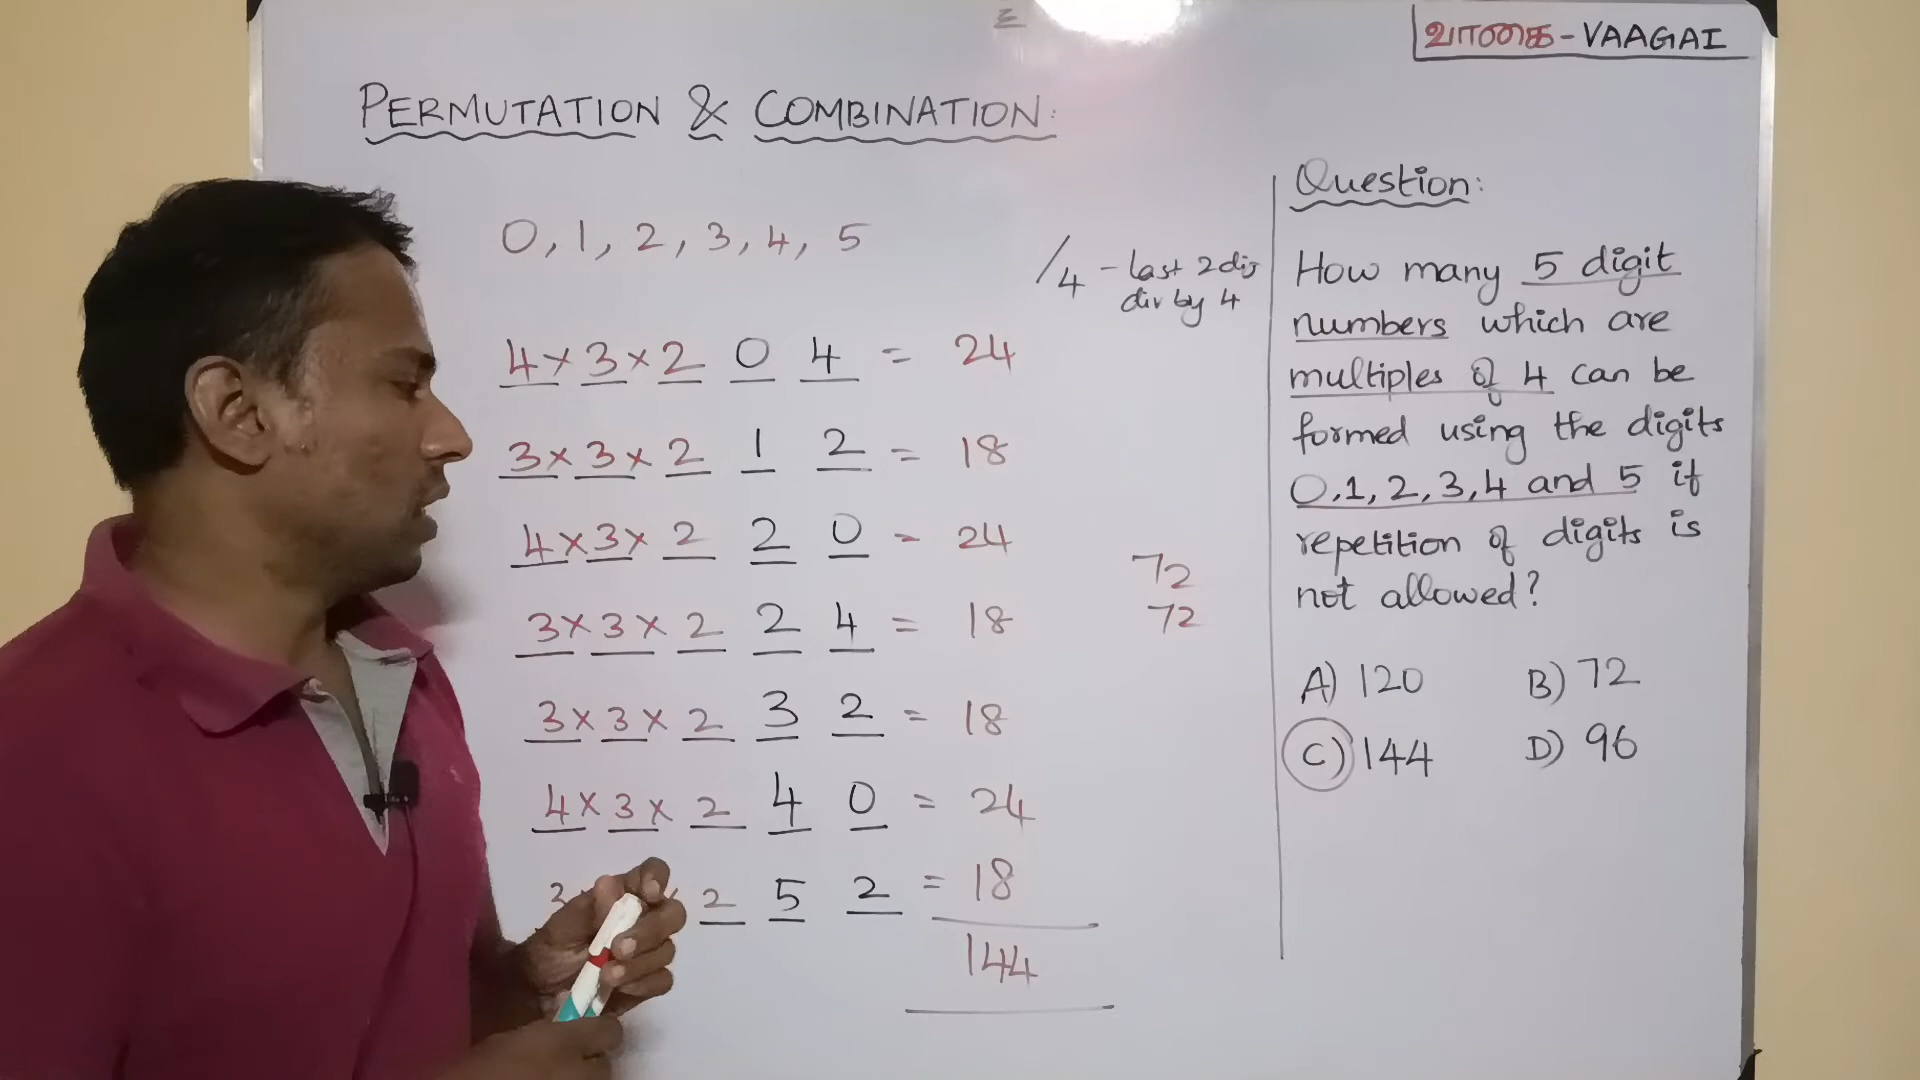 வாகை - VAAGAI
PERMUTATION & COMBINATION:
0, 1, 2, 3, 4, 5
/4 - last 2 dig
div by 4
4 × 3 × 2 0 4 = 24
3 × 3 × 2 1 2 = 18
4 × 3 × 2 2 0 = 24
3 × 3 × 2 2 4 = 18
3 × 3 × 2 3 2 = 18
4 × 3 × 2 4 0 = 24
3 × 2 5 2 = 18
144
72
72
Question:
How many 5 digit
numbers which are
multiples of 4 can be
formed using the digits
0,1,2,3,4 and 5 if
repetition of digits is
not allowed?
A) 120 B) 72
C) 144 D) 96